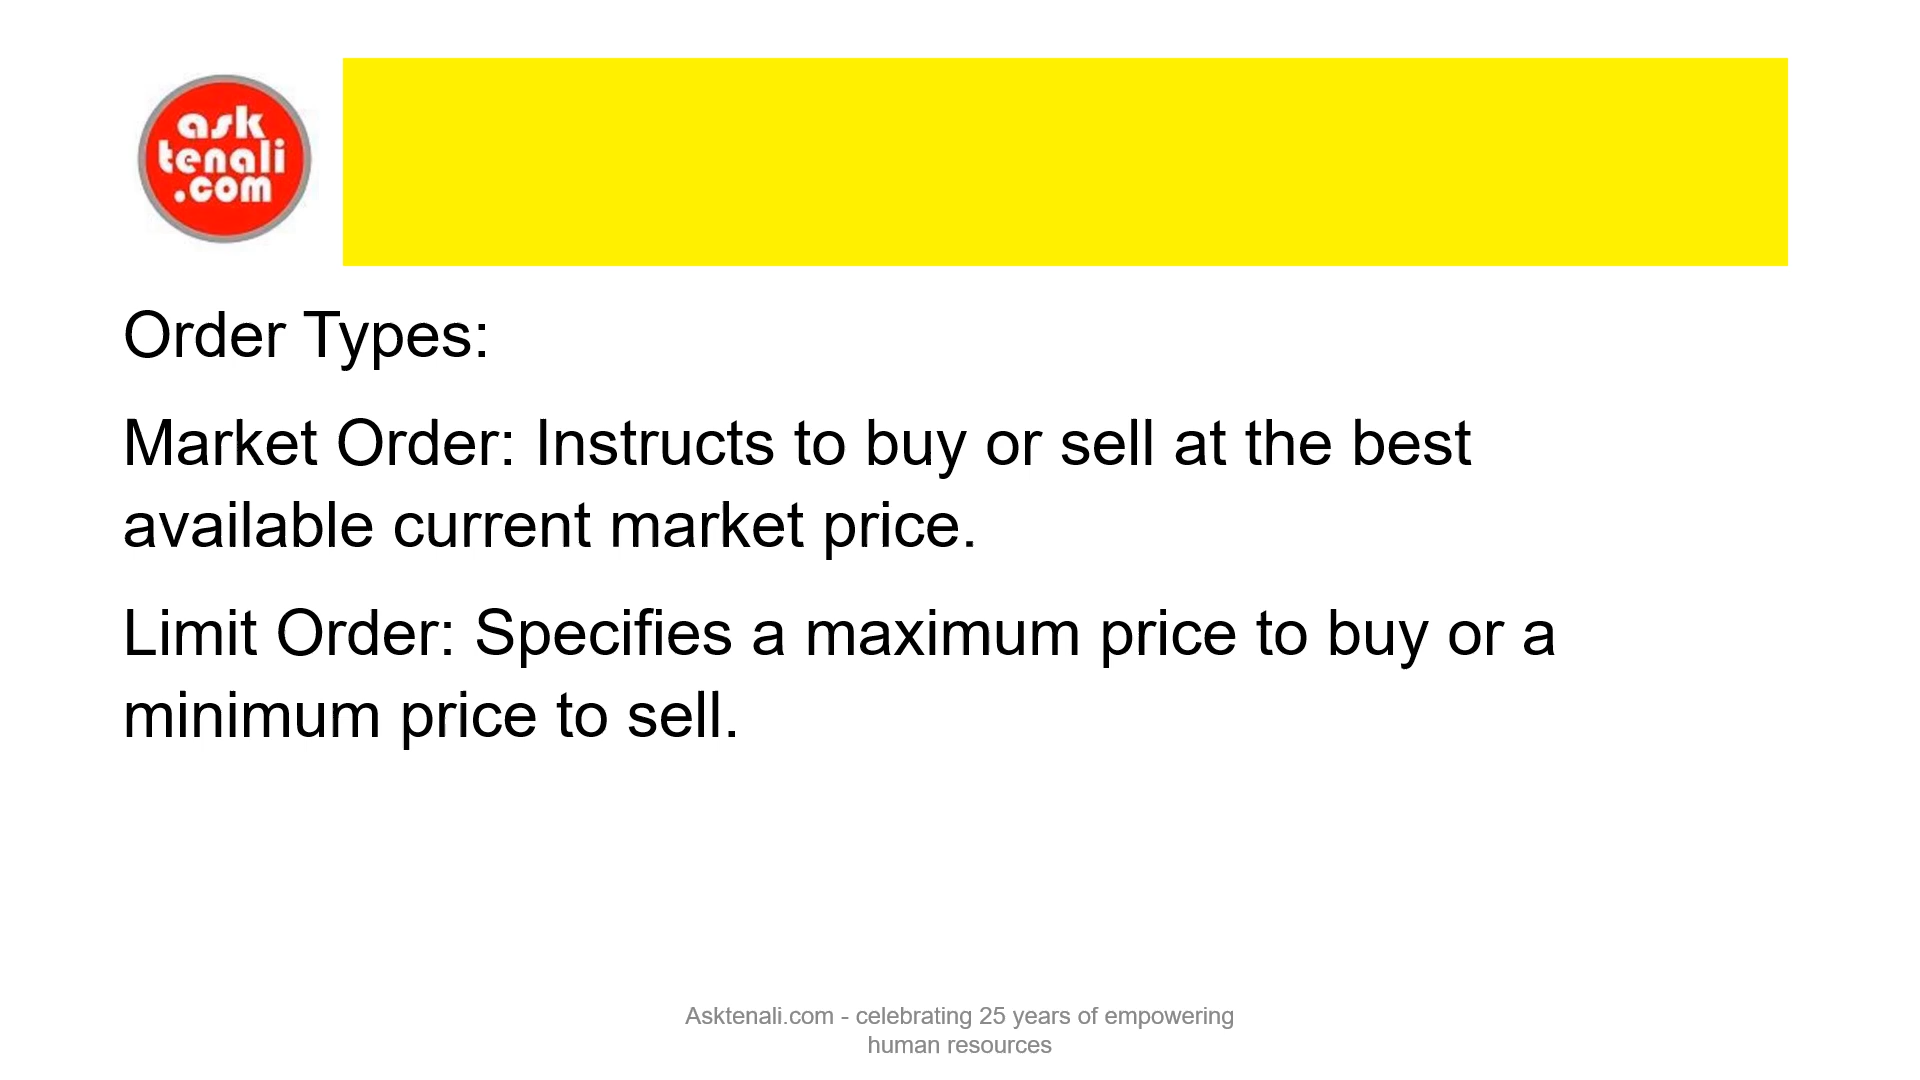 ask
tenali
.com
Order Types:
Market Order: Instructs to buy or sell at the best
available current market price.
Limit Order: Specifies a maximum price to buy or a
minimum price to sell.
Asktenali.com - celebrating 25 years of empowering
human resources